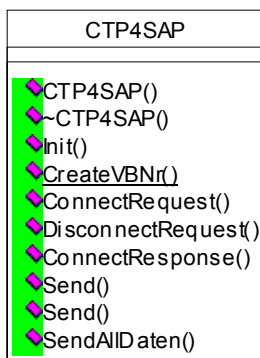 CTP4SAP
CTP4SAP()
~CTP4SAP()
Init()
CreateVBNr()
ConnectRequest()
DisconnectRequest()
ConnectResponse()
Send()
Send()
SendAllDaten()